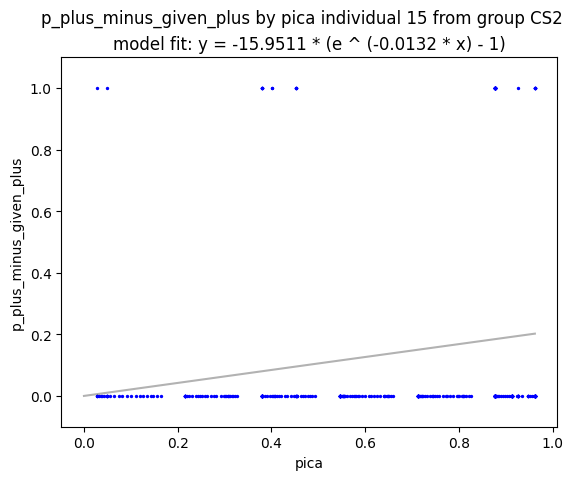 p_plus_minus_given_plus by pica individual 15 from group CS2
model fit: y = -15.9511 * (e ^ (-0.0132 * x) - 1)
1.0
0.8
0.6
0.4
0.2
0.0
p_plus_minus_given_plus
0.0 0.2 0.4 0.6 0.8 1.0
pica